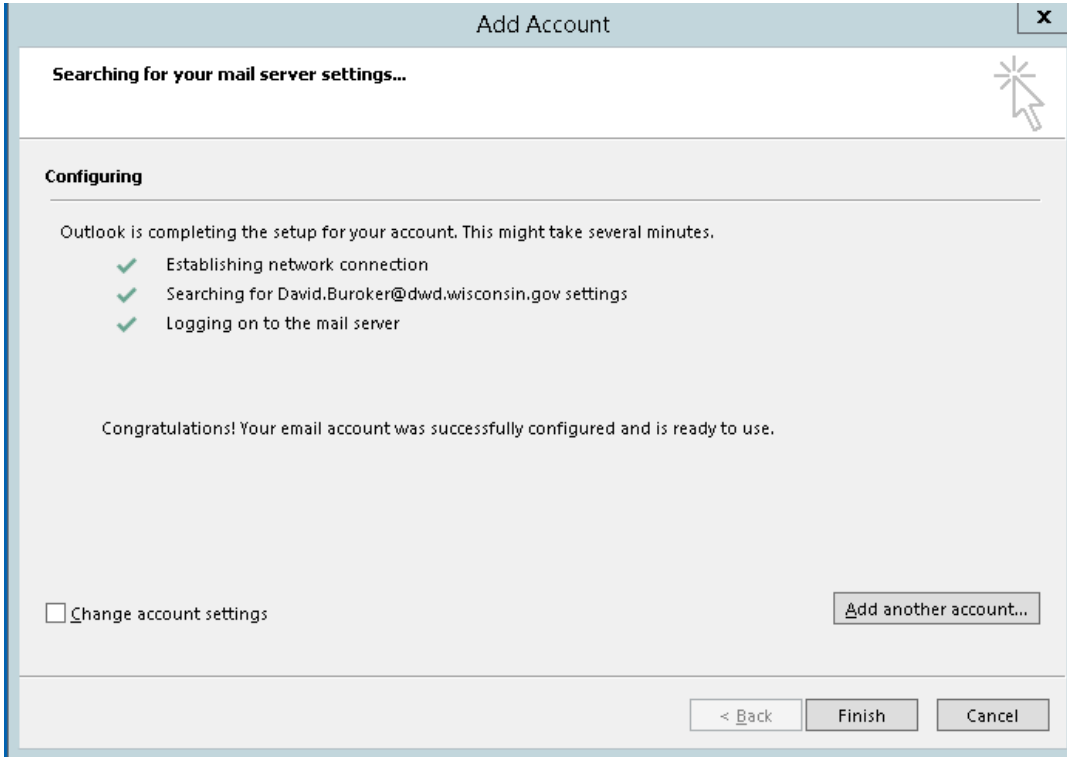 Add Account
x
Searching for your mail server settings...
Configuring
Outlook is completing the setup for your account. This might take several minutes.
Establishing network connection
Searching for David.Buroker@dwd.wisconsin.gov settings
Logging on to the mail server
Congratulations! Your email account was successfully configured and is ready to use.
Change account settings
Add another account...
< Back
Finish
Cancel